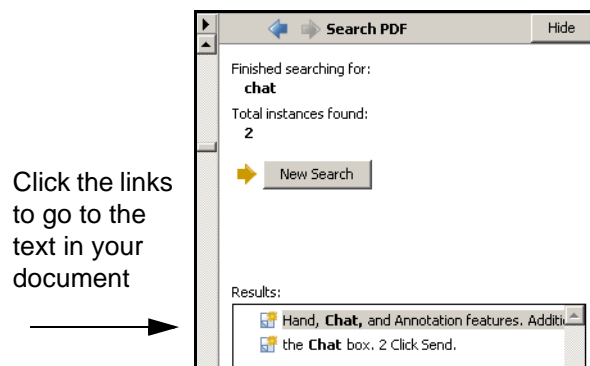 Search PDF
Hide
Finished searching for:
chat
Total instances found:
2
New Search
Click the links
to go to the
text in your
document
Results:
Hand, Chat, and Annotation features. Additi
the Chat box. 2 Click Send.